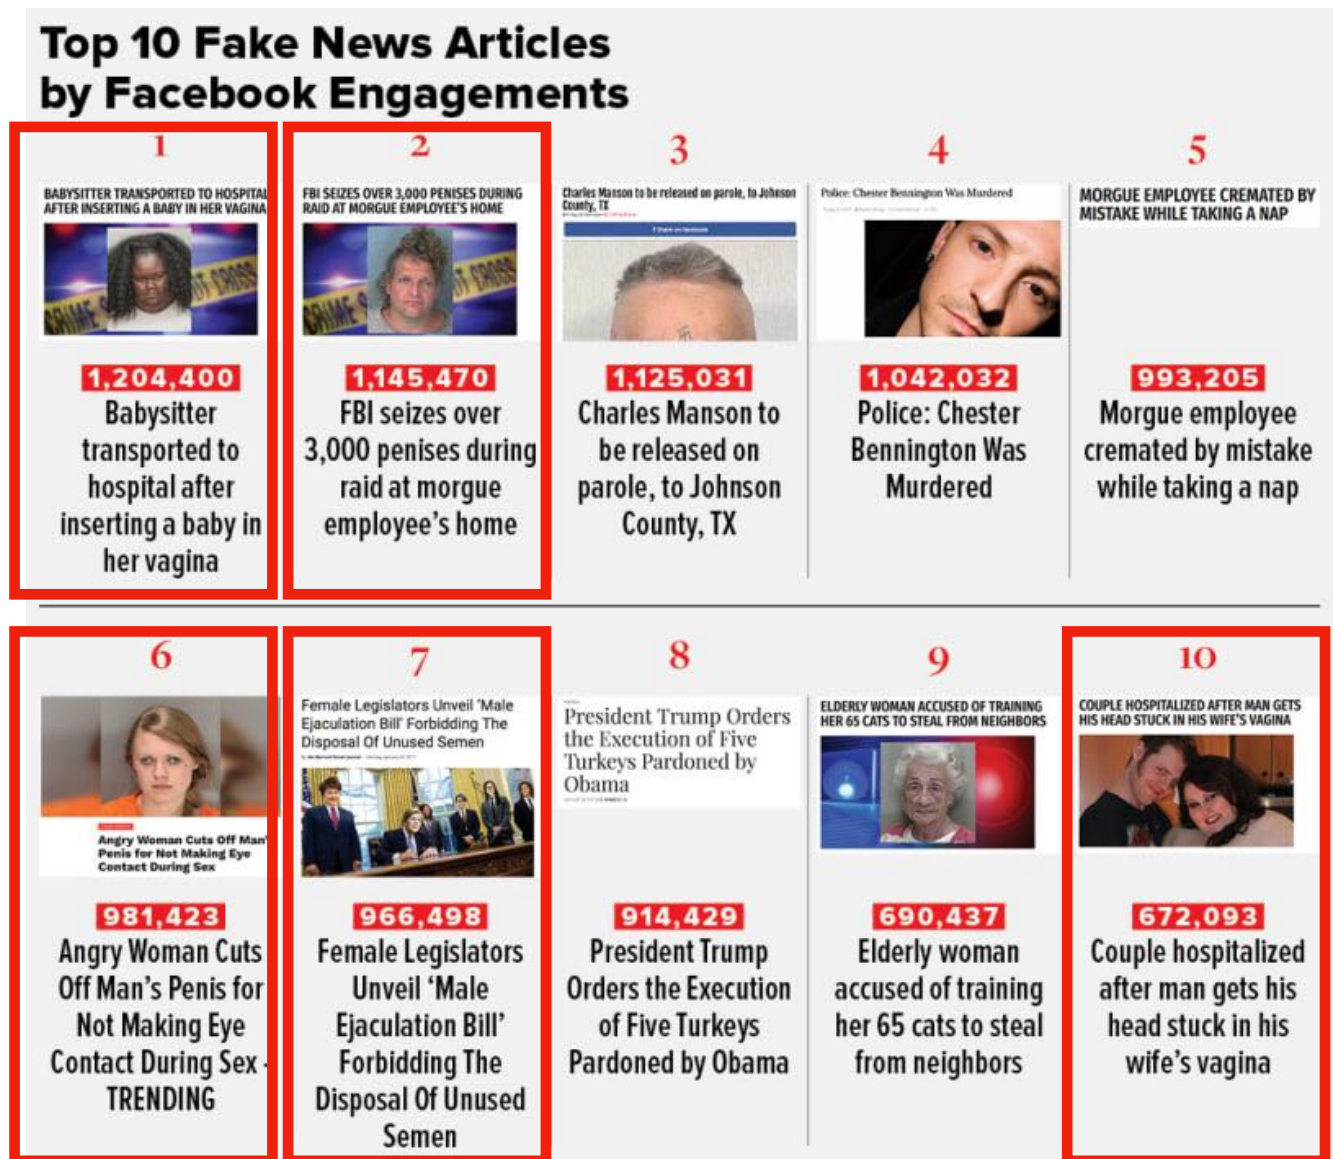 Top 10 Fake News Articles
by Facebook Engagements
1
BABYSITTER TRANSPORTED TO HOSPITAL
AFTER INSERTING A BABY IN HER VAGINA
CRIME
NOT CROSS
1,204,400
Babysitter
transported to
hospital after
inserting a baby in
her vagina
2
FBI SEIZES OVER 3,000 PENISES DURING
RAID AT MORGUE EMPLOYEE'S HOME
CRIME
NOT CROSS
1,145,470
FBI seizes over
3,000 penises during
raid at morgue
employee's home
3
Charles Manson to be released on parole, to Johnson
County, TX
Share on Facebook
1,125,031
Charles Manson to
be released on
parole, to Johnson
County, TX
4
Police: Chester Bennington Was Murdered
1,042,032
Police: Chester
Bennington Was
Murdered
5
MORGUE EMPLOYEE CREMATED BY
MISTAKE WHILE TAKING A NAP
993,205
Morgue employee
cremated by mistake
while taking a nap
6
Angry Woman Cuts Off Man'
Penis for Not Making Eye
Contact During Sex
981,423
Angry Woman Cuts
Off Man's Penis for
Not Making Eye
Contact During Sex -
TRENDING
7
Female Legislators Unveil 'Male
Ejaculation Bill' Forbidding The
Disposal Of Unused Semen
966,498
Female Legislators
Unveil 'Male
Ejaculation Bill'
Forbidding The
Disposal Of Unused
Semen
8
President Trump Orders
the Execution of Five
Turkeys Pardoned by
Obama
914,429
President Trump
Orders the Execution
of Five Turkeys
Pardoned by Obama
9
ELDERLY WOMAN ACCUSED OF TRAINING
HER 65 CATS TO STEAL FROM NEIGHBORS
690,437
Elderly woman
accused of training
her 65 cats to steal
from neighbors
10
COUPLE HOSPITALIZED AFTER MAN GETS
HIS HEAD STUCK IN HIS WIFE'S VAGINA
672,093
Couple hospitalized
after man gets his
head stuck in his
wife's vagina